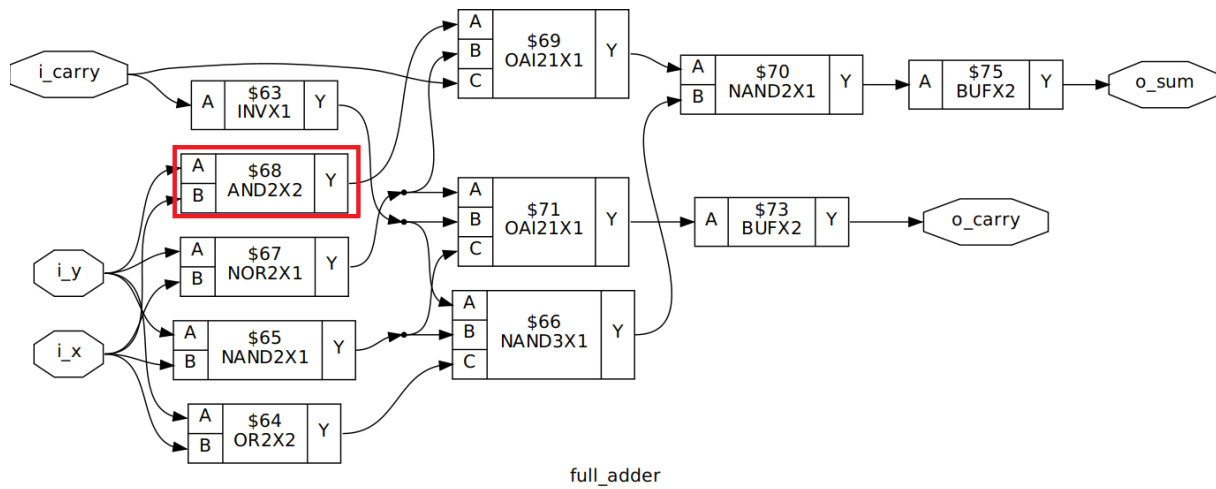 i_carry
A $63 INVX1 Y
A B $68 AND2X2 Y
i_y
A B $67 NOR2X1 Y
i_x
A B $65 NAND2X1 Y
A B $64 OR2X2 Y
A B C $69 OAI21X1 Y
A B C $71 OAI21X1 Y
A B C $66 NAND3X1 Y
A B $70 NAND2X1 Y
A $75 BUFX2 Y
o_sum
A $73 BUFX2 Y
o_carry
full_adder